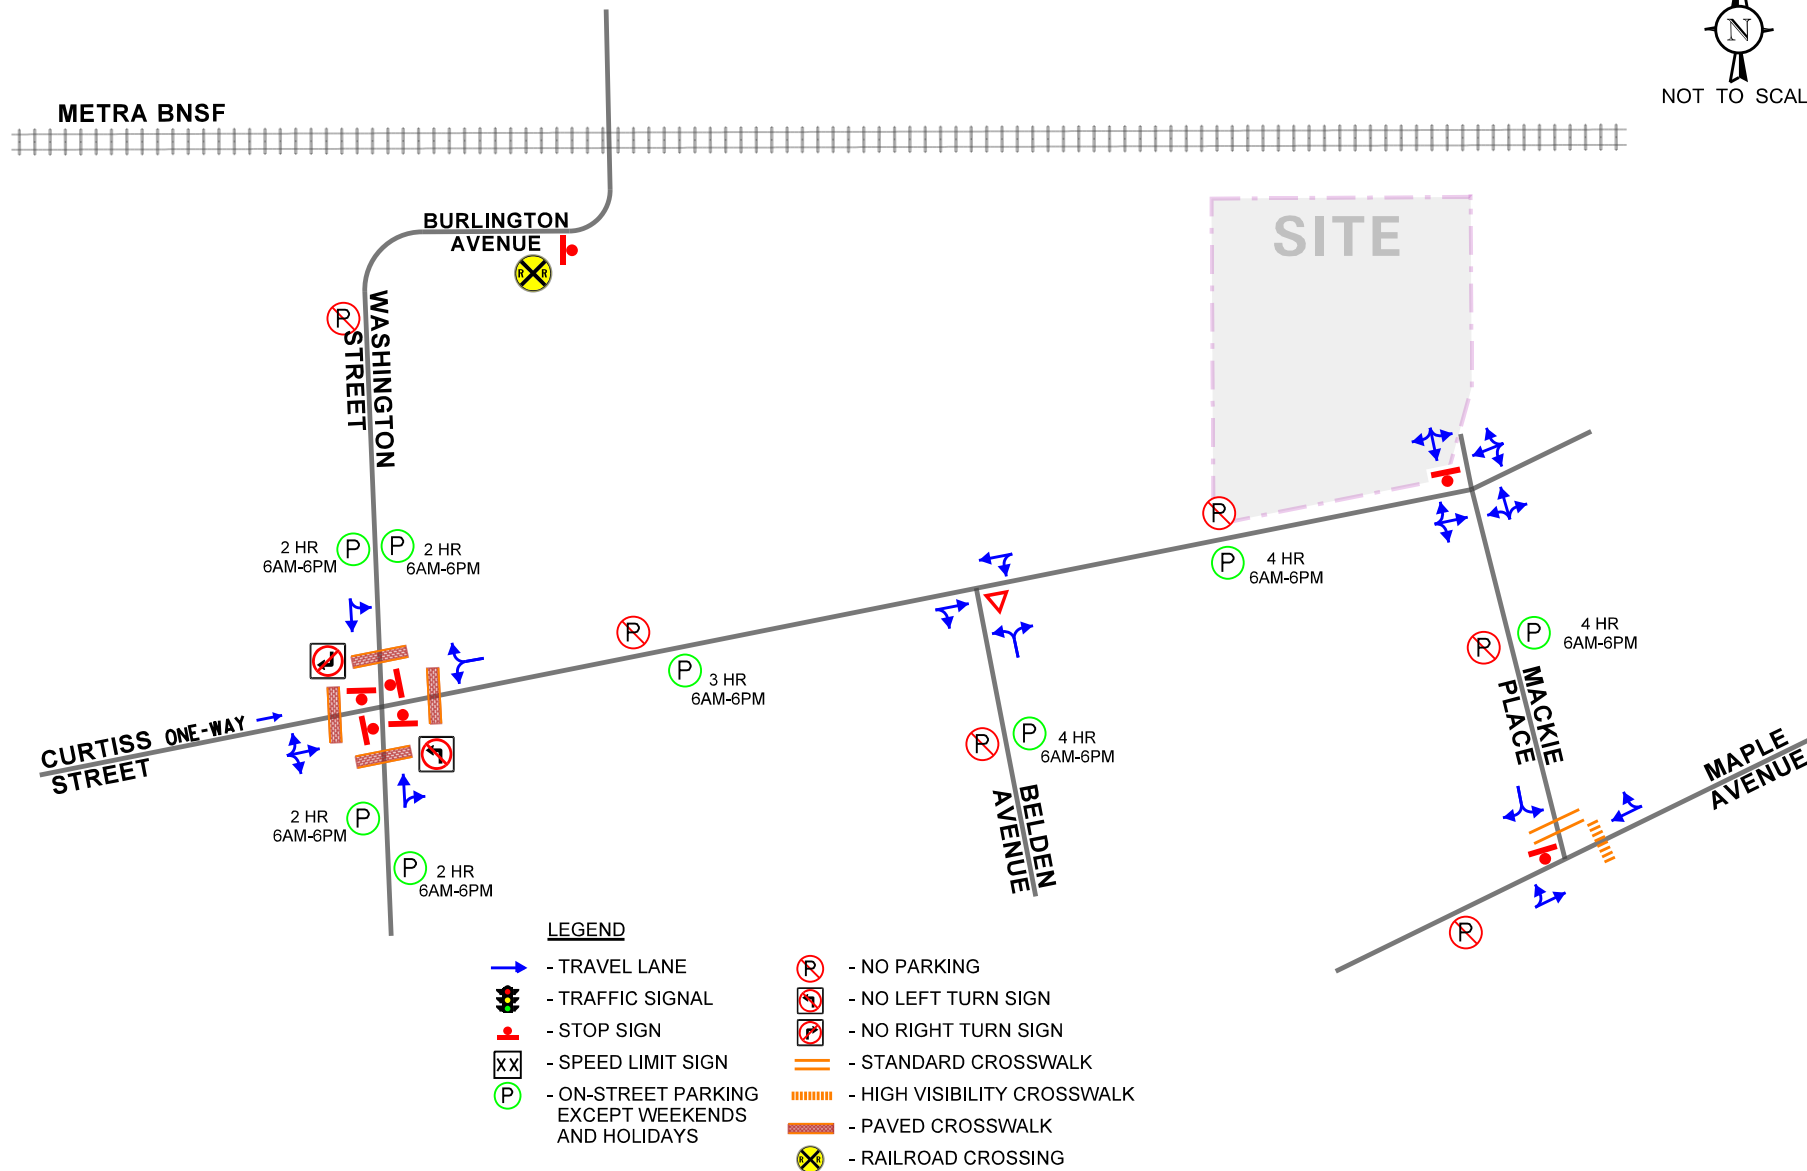 N
NOT TO SCAL
METRA BNSF
BURLINGTON
AVENUE
R R
SITE
WASHINGTON
STREET
P
2 HR
6AM-6PM
P
P
2 HR
6AM-6PM
P
P
4 HR
6AM-6PM
P
P
3 HR
6AM-6PM
P
P
4 HR
6AM-6PM
MACKIE
PLACE
CURTISS ONE-WAY
STREET
P
4 HR
6AM-6PM
P
BELDEN
AVENUE
MAPLE
AVENUE
2 HR
6AM-6PM
P
P
2 HR
6AM-6PM
P
LEGEND
- TRAVEL LANE
- TRAFFIC SIGNAL
- STOP SIGN
XX - SPEED LIMIT SIGN
P - ON-STREET PARKING
EXCEPT WEEKENDS
AND HOLIDAYS
P - NO PARKING
- NO LEFT TURN SIGN
- NO RIGHT TURN SIGN
- STANDARD CROSSWALK
- HIGH VISIBILITY CROSSWALK
- PAVED CROSSWALK
R R - RAILROAD CROSSING